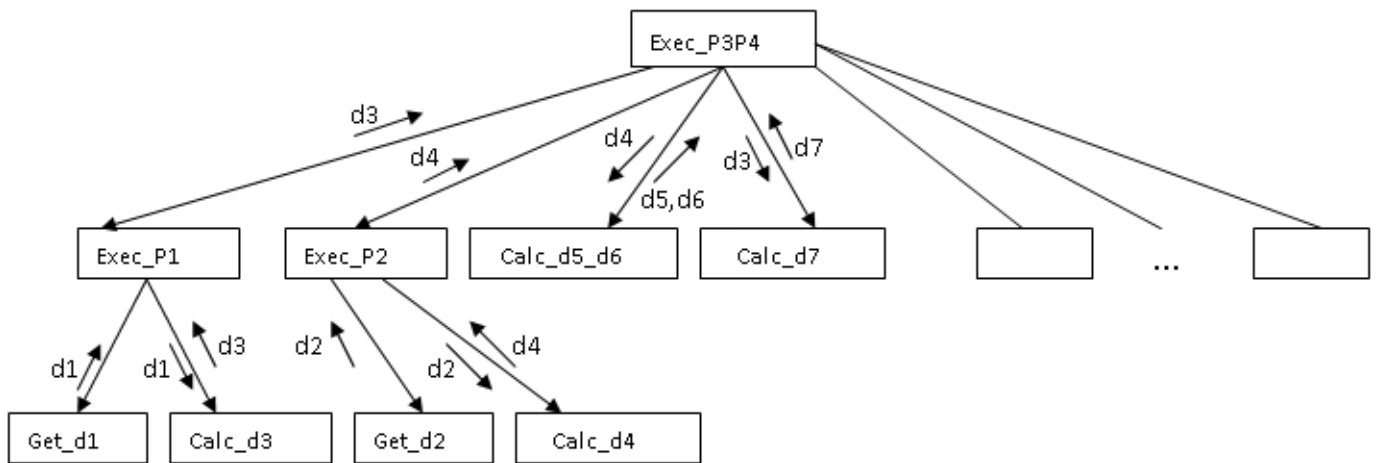 Exec_P3P4
d3
d4
d4
d5,d6
d3
d7
Exec_P1
Exec_P2
Calc_d5_d6
Calc_d7
...
d1
d1
d3
d2
d2
d4
Get_d1
Calc_d3
Get_d2
Calc_d4